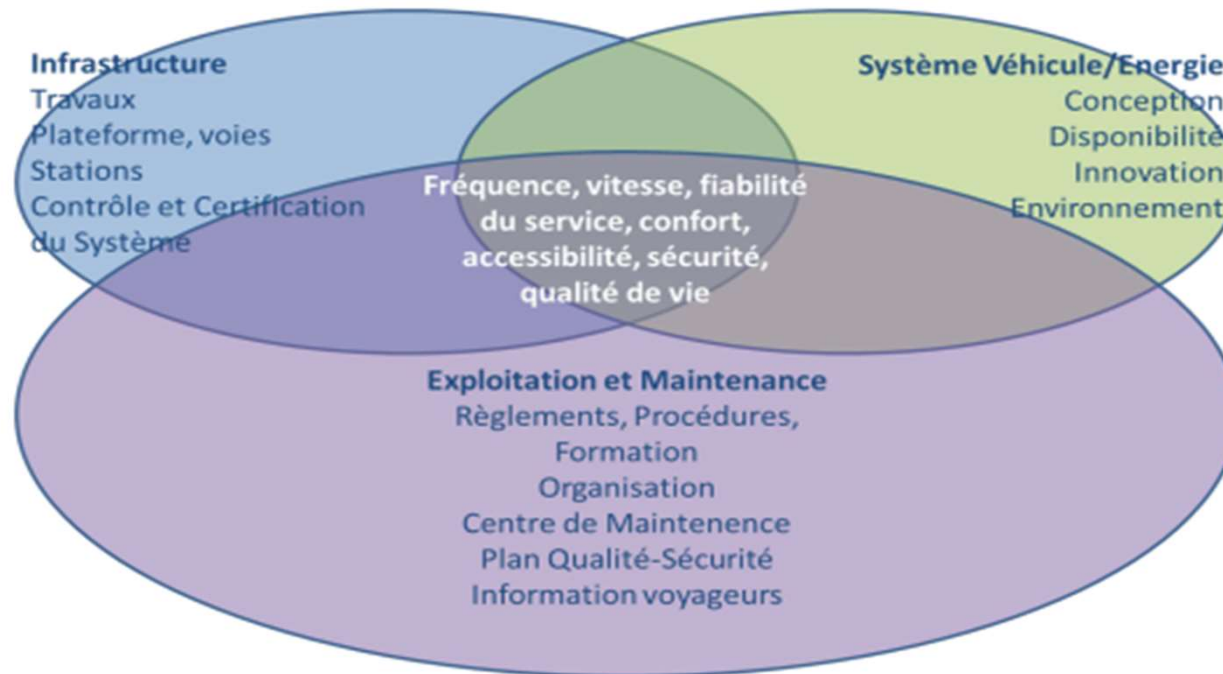 Infrastructure
Travaux
Plateforme, voies
Stations
Contrôle et Certification
du Système
Système Véhicule/Energie
Conception
Disponibilité
Innovation
Environnement
Fréquence, vitesse, fiabilité
du service, confort,
accessibilité, sécurité,
qualité de vie
Exploitation et Maintenance
Règlements, Procédures,
Formation
Organisation
Centre de Maintenence
Plan Qualité-Sécurité
Information voyageurs